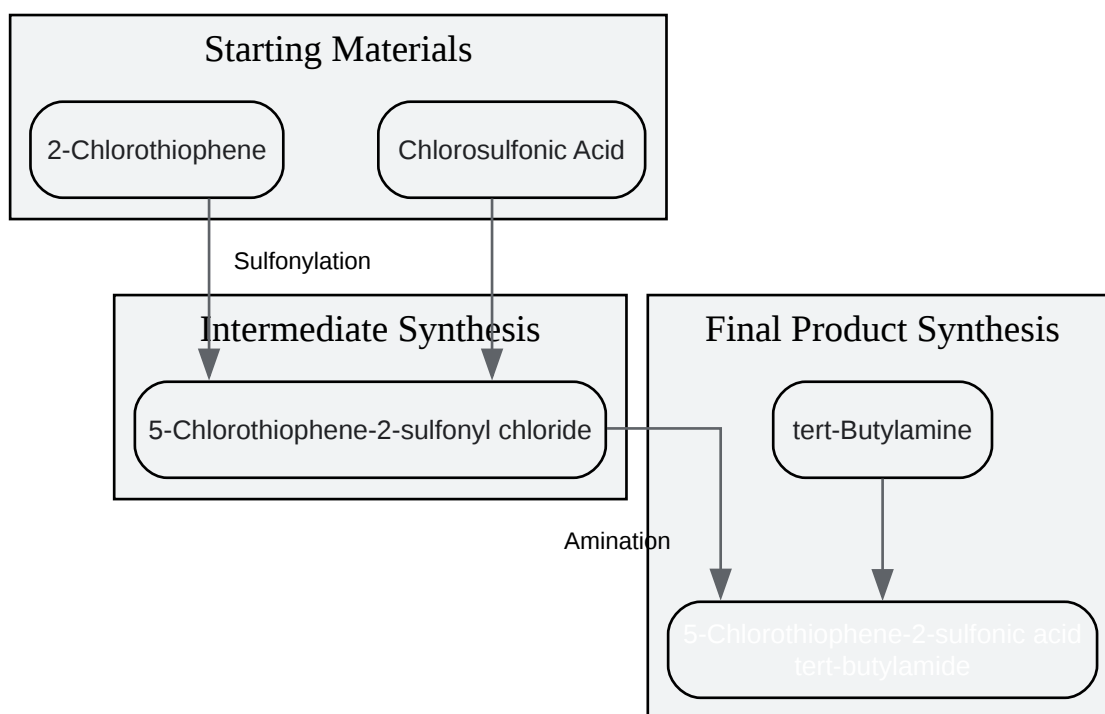 Starting Materials
2-Chlorothiophene
Chlorosulfonic Acid
Sulfonylation
Intermediate Synthesis
Final Product Synthesis
5-Chlorothiophene-2-sulfonyl chloride
tert-Butylamine
Amination
5-Chlorothiophene-2-sulfonic acid
tert-butylamide